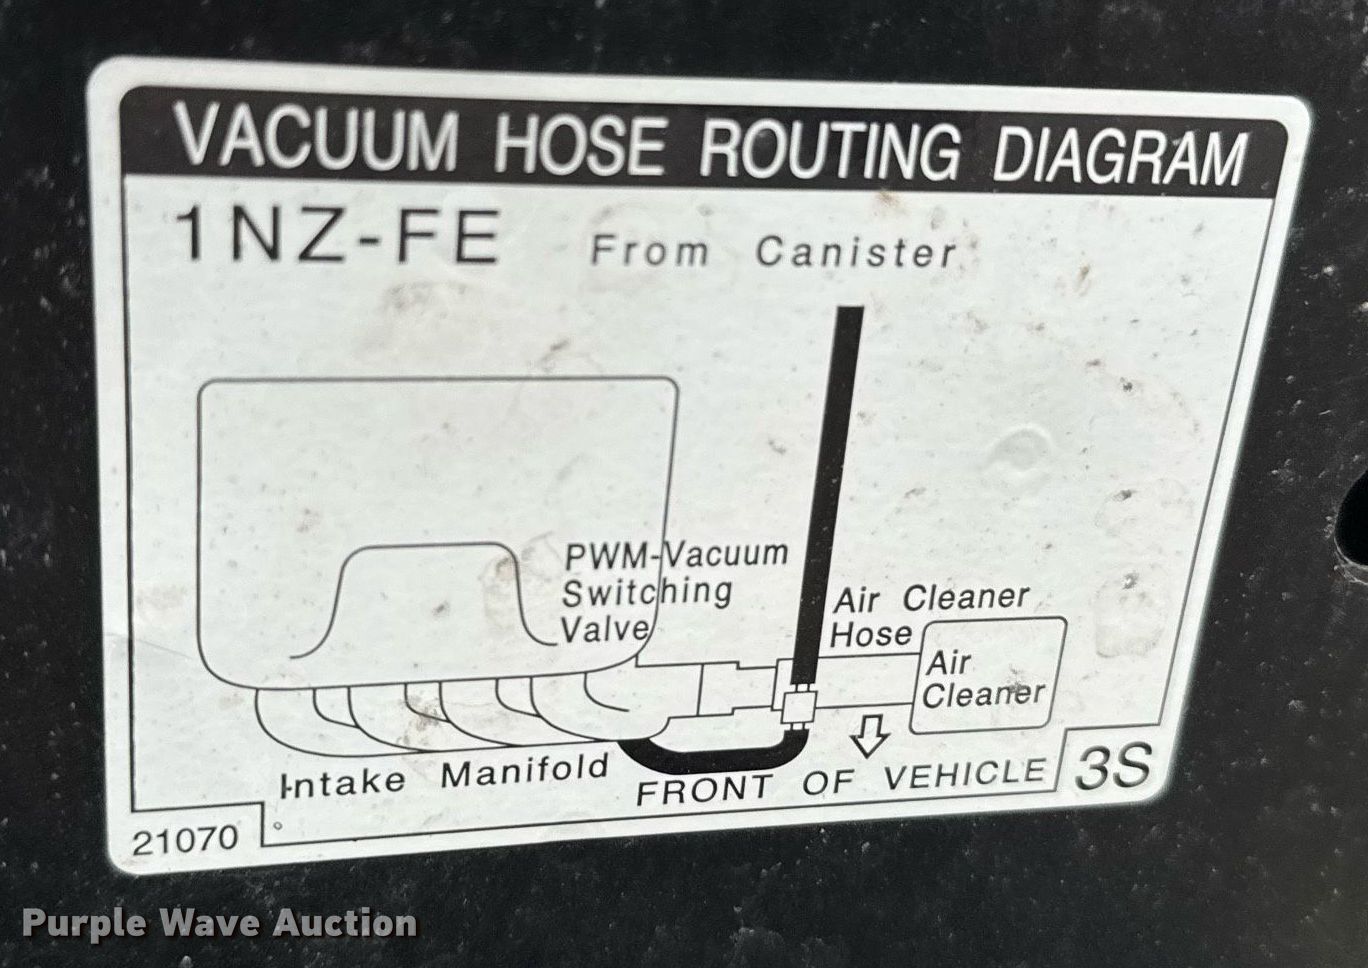 VACUUM HOSE ROUTING DIAGRAM
1NZ-FE
From Canister
PWM-Vacuum
Switching
Valve
Air Cleaner
Hose
Air
Cleaner
Intake Manifold
FRONT OF VEHICLE
3S
21070
Purple Wave Auction